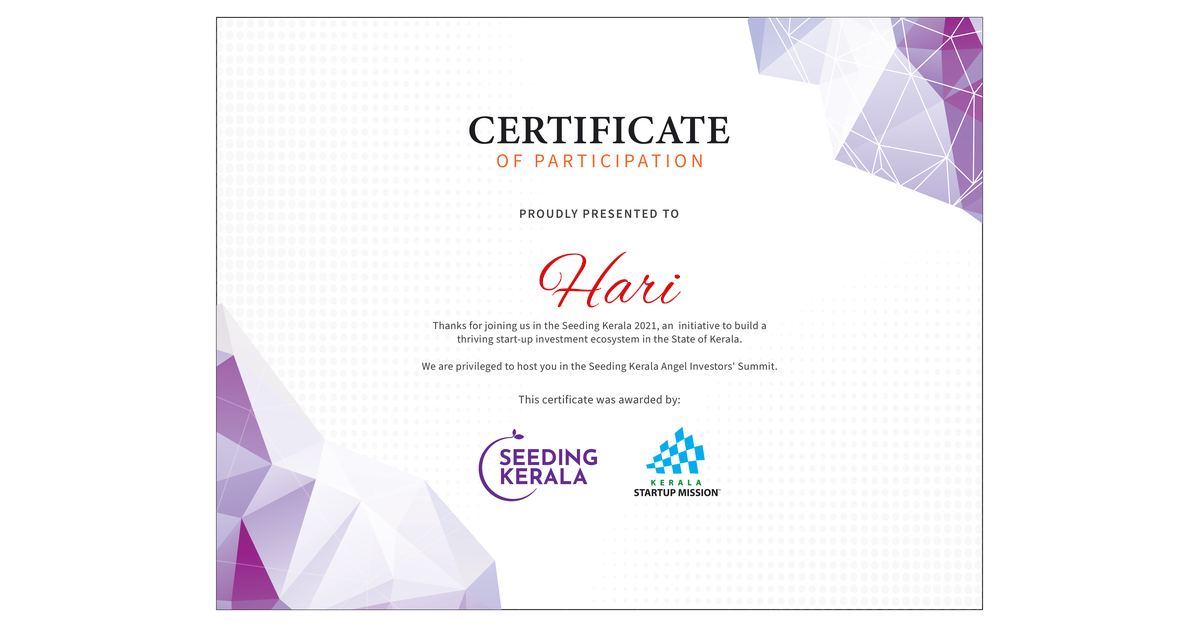 CERTIFICATE
OF PARTICIPATION
PROUDLY PRESENTED TO
Hari
Thanks for joining us in the Seeding Kerala 2021, an initiative to build a
thriving start-up investment ecosystem in the State of Kerala.
We are privileged to host you in the Seeding Kerala Angel Investors' Summit.
This certificate was awarded by:
SEEDING
KERALA
KERALA
STARTUP MISSION